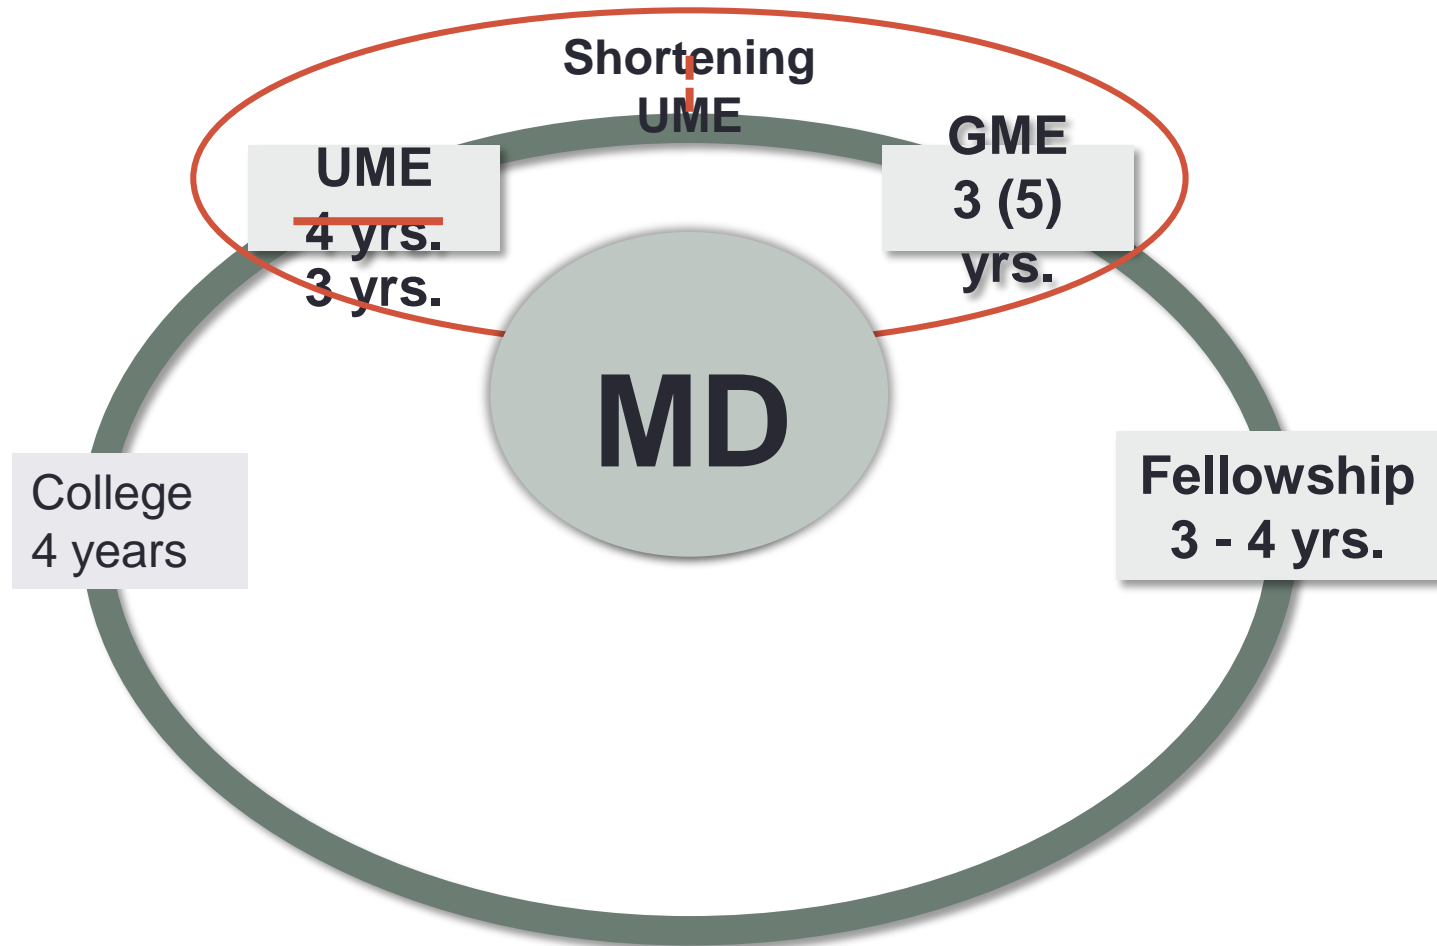 Shortening
UME
UME
4 yrs.
3 yrs.
GME
3 (5)
yrs.
MD
College
4 years
Fellowship
3 - 4 yrs.